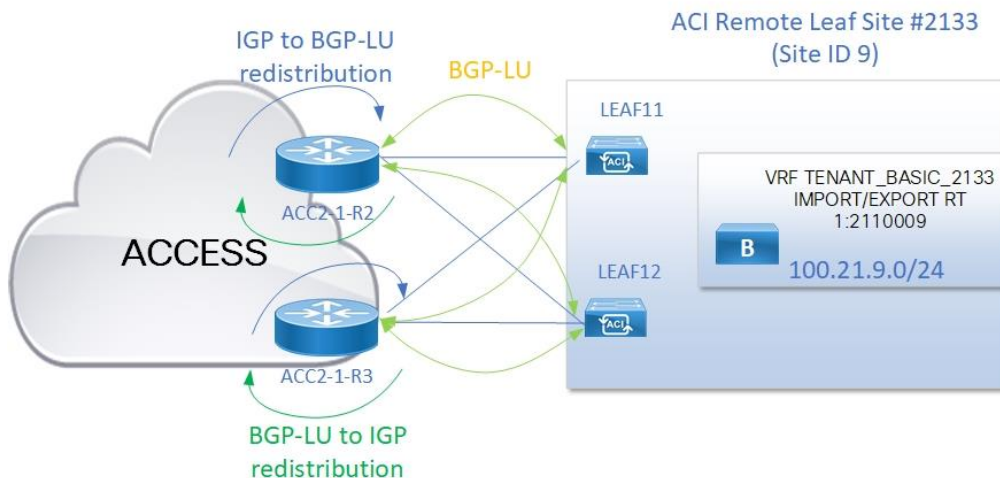 ACI Remote Leaf Site #2133
(Site ID 9)
IGP to BGP-LU
redistribution
BGP-LU
LEAF11
ACI
ACC2-1-R2
ACCESS
VRF TENANT_BASIC_2133
IMPORT/EXPORT RT
1:2110009
B
100.21.9.0/24
LEAF12
ACI
ACC2-1-R3
BGP-LU to IGP
redistribution